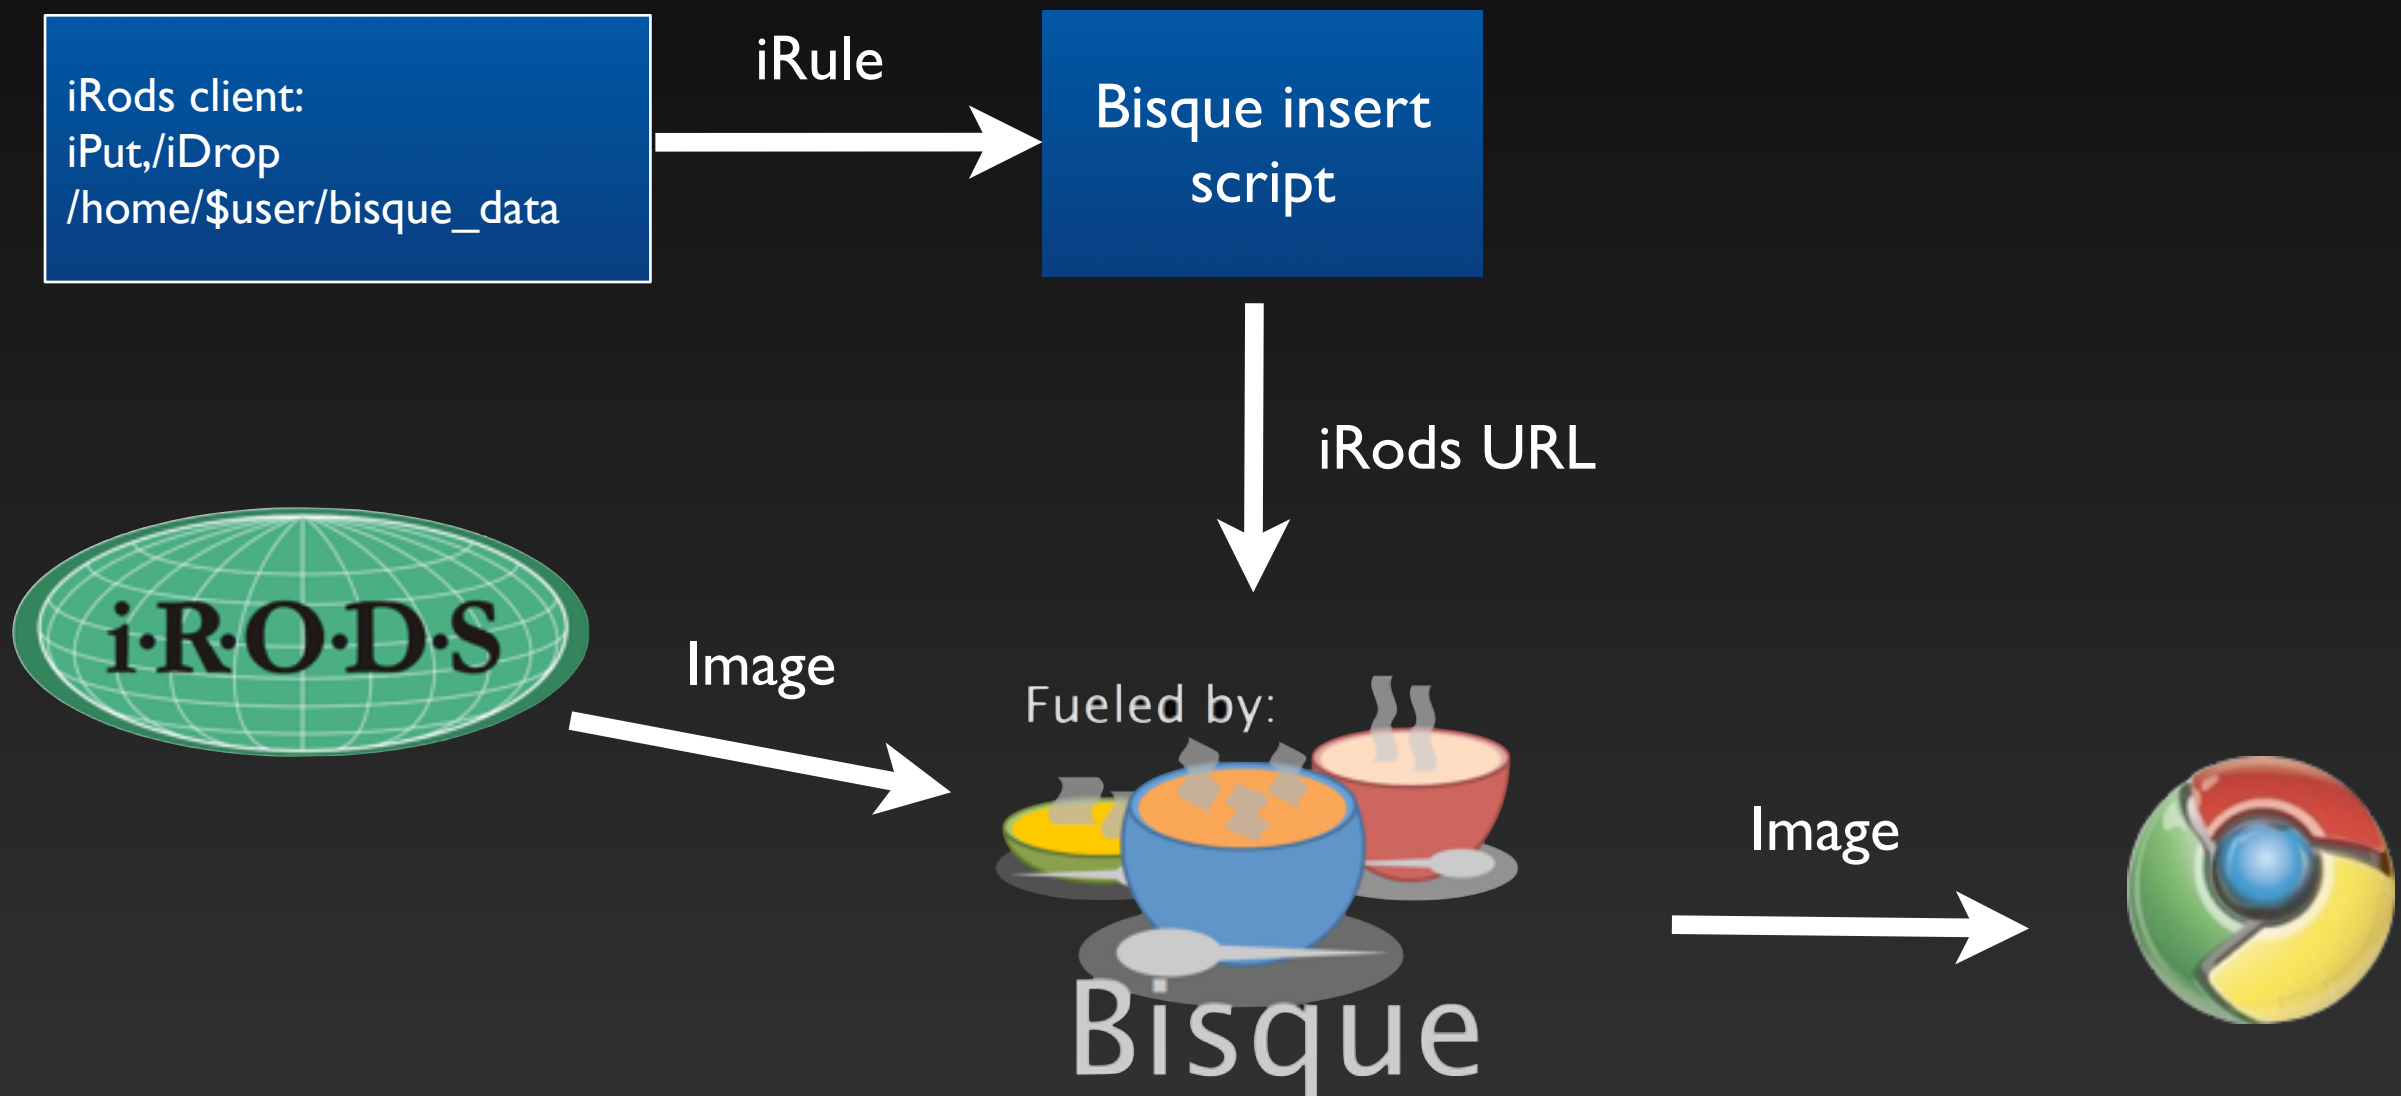 iRods client:
iPut,/iDrop
/home/$user/bisque_data
iRule
Bisque insert
script
iRods URL
i·R·O·D·S
Image
Fueled by:
Bisque
Image